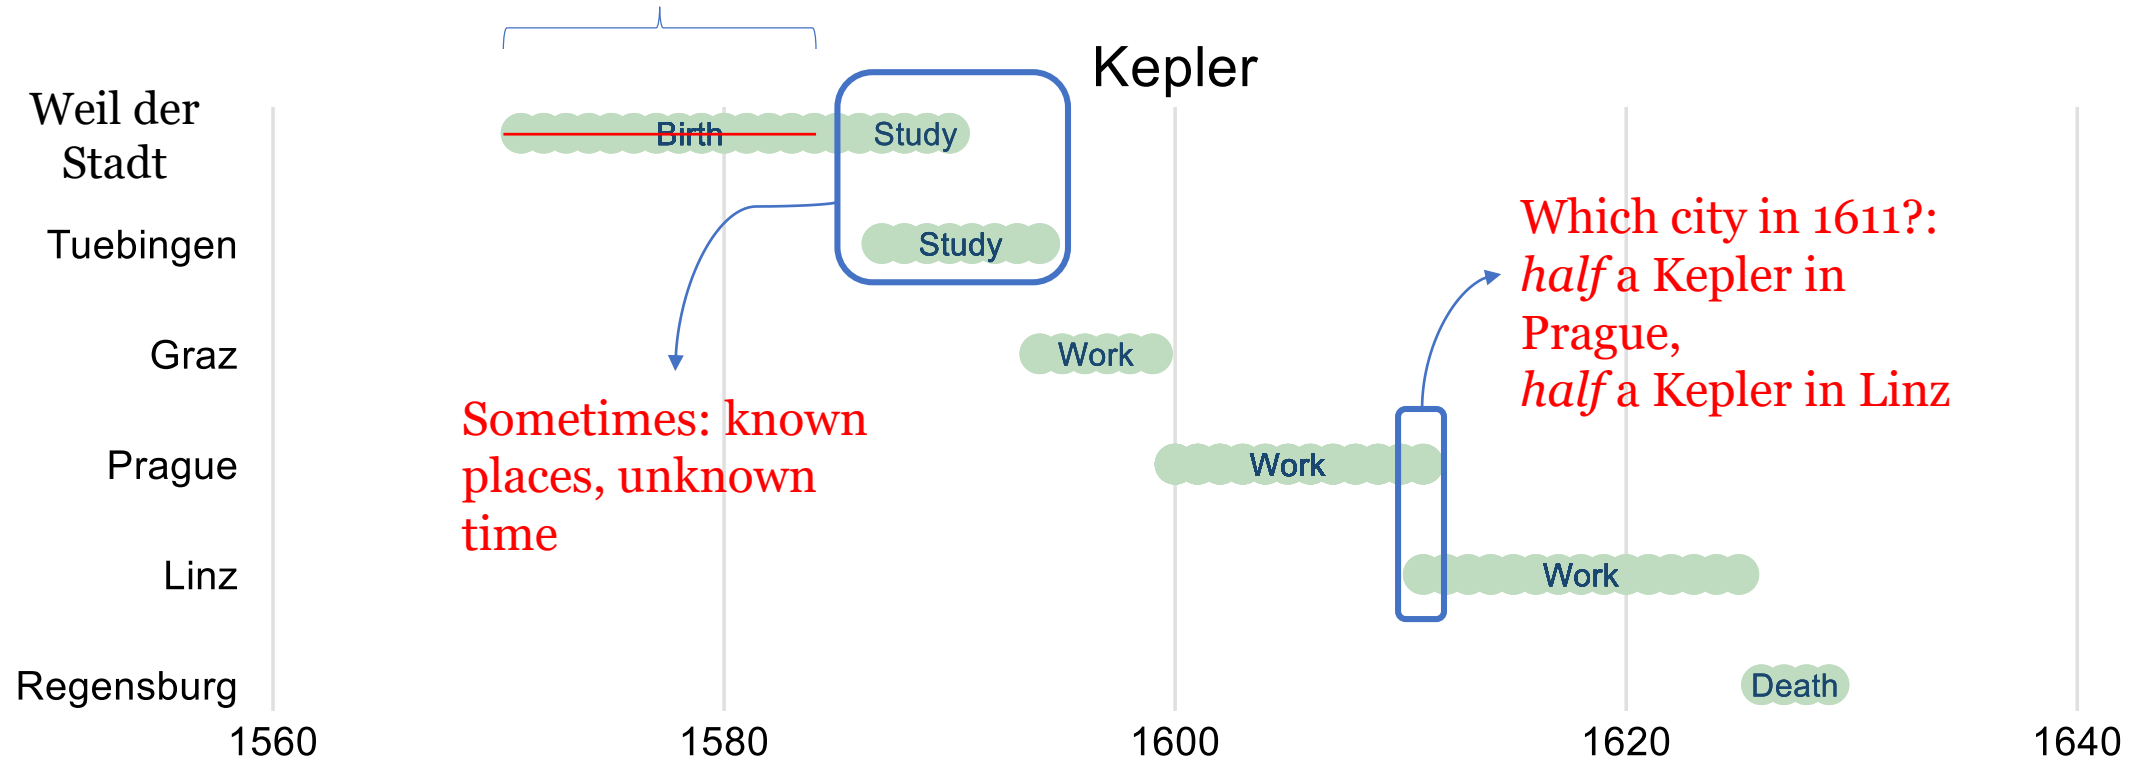 Kepler
Weil der
Stadt
Birth
Study
Tuebingen
Study
Graz
Work
Prague
Work
Linz
Work
Regensburg
Death
Sometimes: known
places, unknown
time
Which city in 1611?:
half a Kepler in
Prague,
half a Kepler in Linz
1560
1580
1600
1620
1640